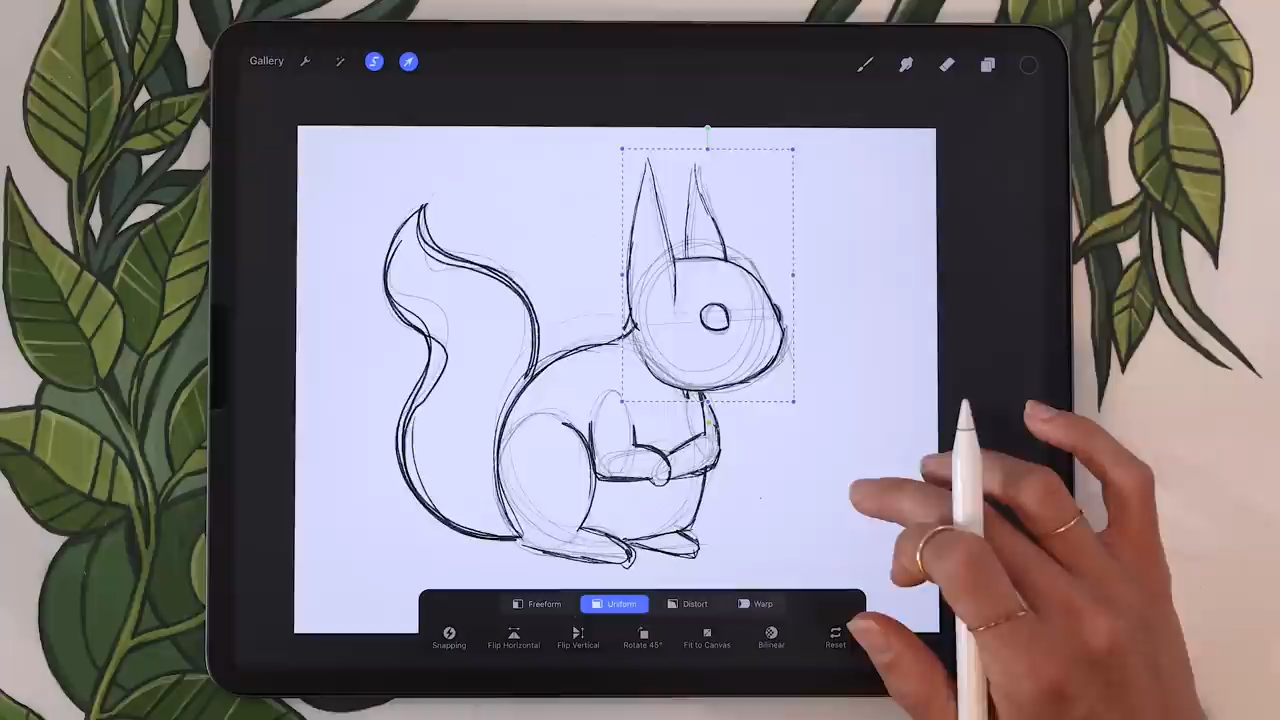 Gallery
Freeform Uniform Distort Warp
Snapping Flip Horizontal Flip Vertical Rotate 45° Fit to Canvas Bilinear Reset